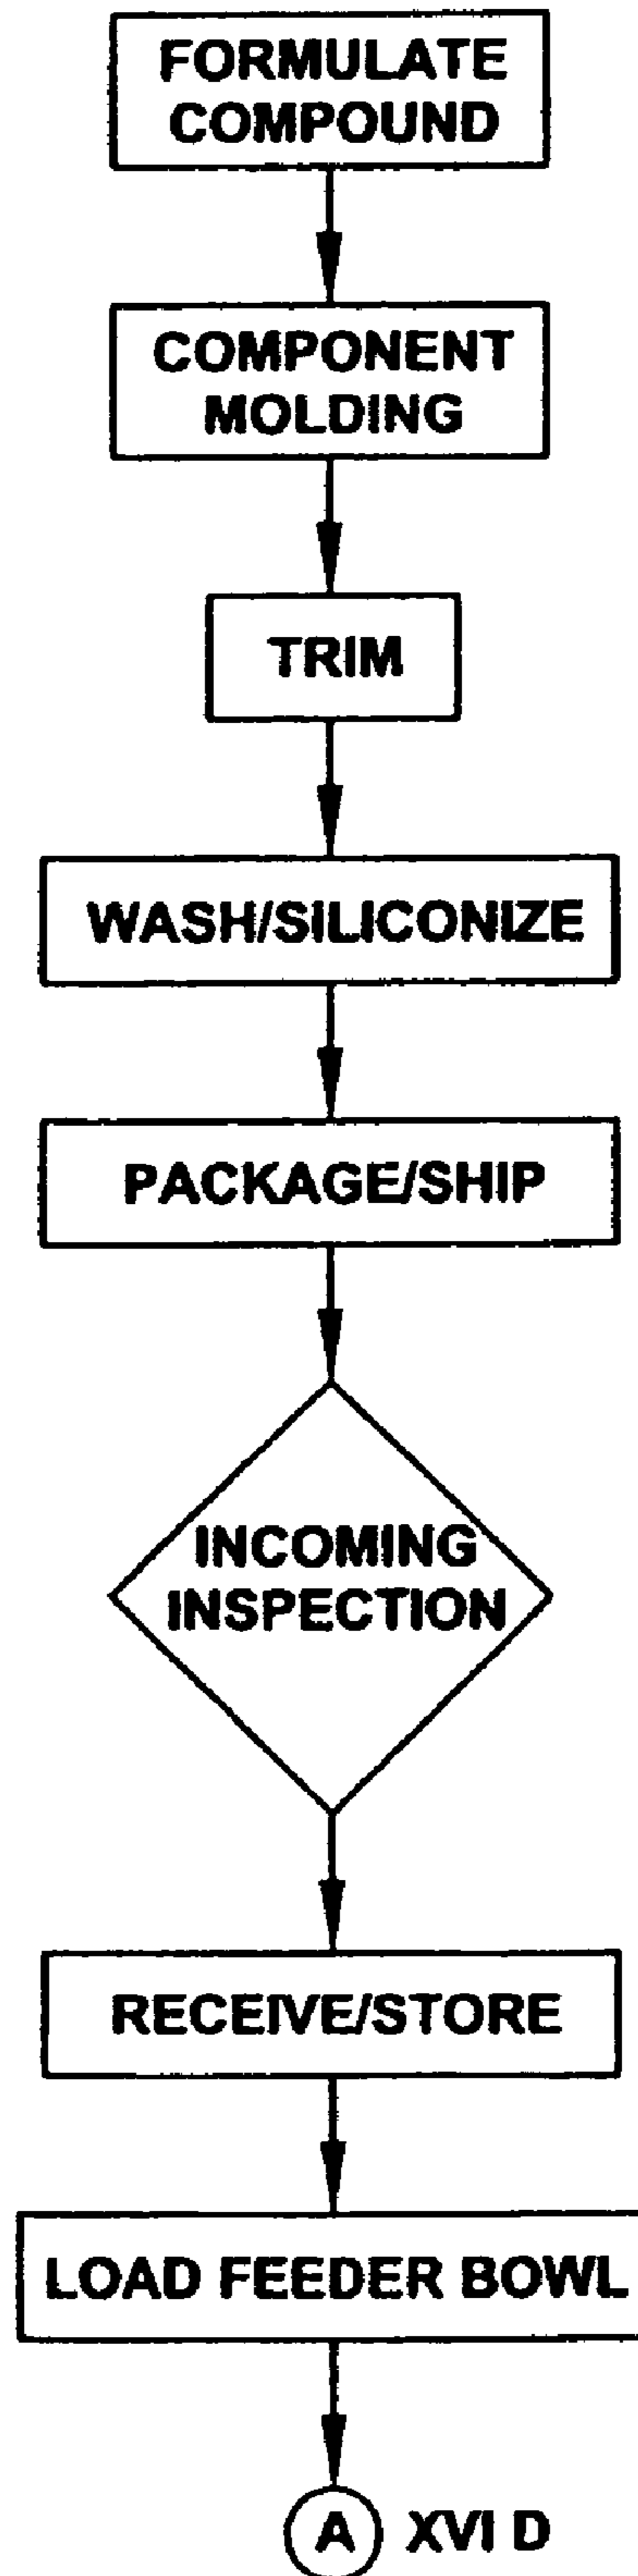 FORMULATE
COMPOUND
COMPONENT
MOLDING
TRIM
WASH/SILICONIZE
PACKAGE/SHIP
INCOMING
INSPECTION
RECEIVE/STORE
LOAD FEEDER BOWL
A XVI D